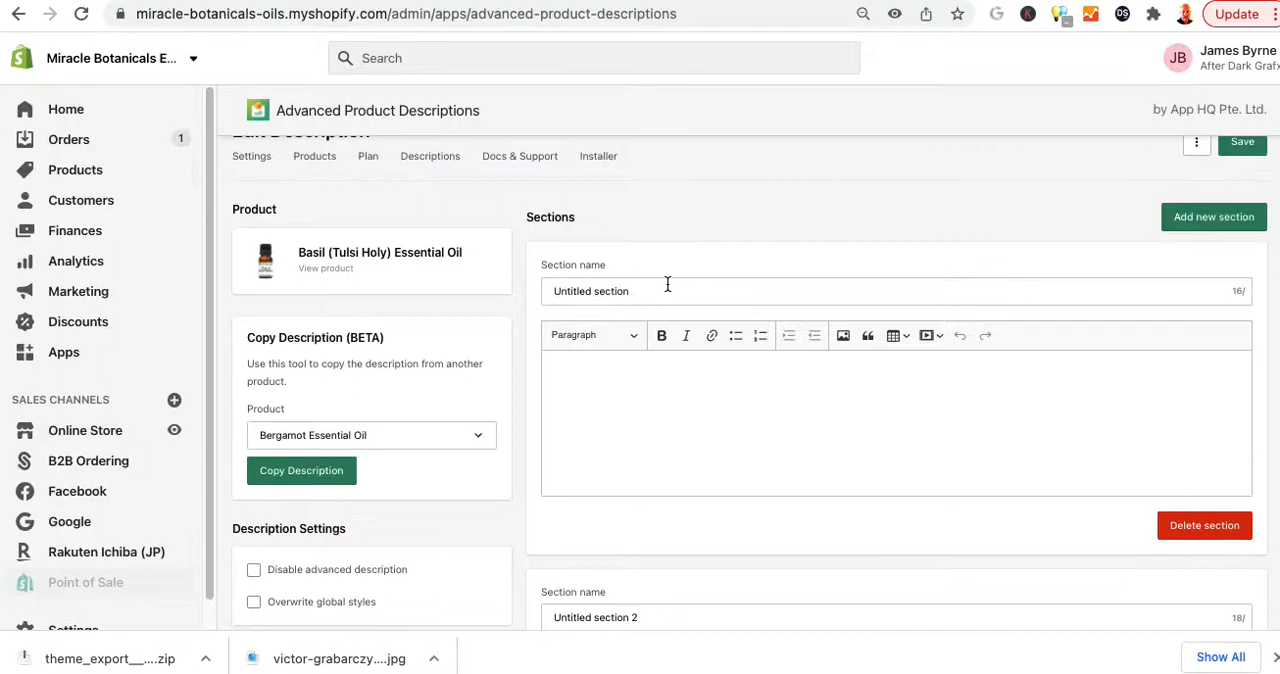 miracle-botanicals-oils.myshopify.com/admin/apps/advanced-product-descriptions
Update
Miracle Botanicals E...
Search
JB
James Byrne
After Dark Grafx
Home
Orders
1
Products
Customers
Finances
Analytics
Marketing
Discounts
Apps
SALES CHANNELS
Online Store
B2B Ordering
Facebook
Google
Rakuten Ichiba (JP)
Point of Sale
Settings
Advanced Product Descriptions
by App HQ Pte. Ltd.
Edit Description
Settings
Products
Plan
Descriptions
Docs & Support
Installer
Save
Product
Basil (Tulsi Holy) Essential Oil
View product
Copy Description (BETA)
Use this tool to copy the description from another
product.
Product
Bergamot Essential Oil
Copy Description
Description Settings
Disable advanced description
Overwrite global styles
Sections
Add new section
Section name
Untitled section
16/
Paragraph
B
I
Delete section
Section name
Untitled section 2
18/
theme_export__....zip
victor-grabarczy....jpg
Show All